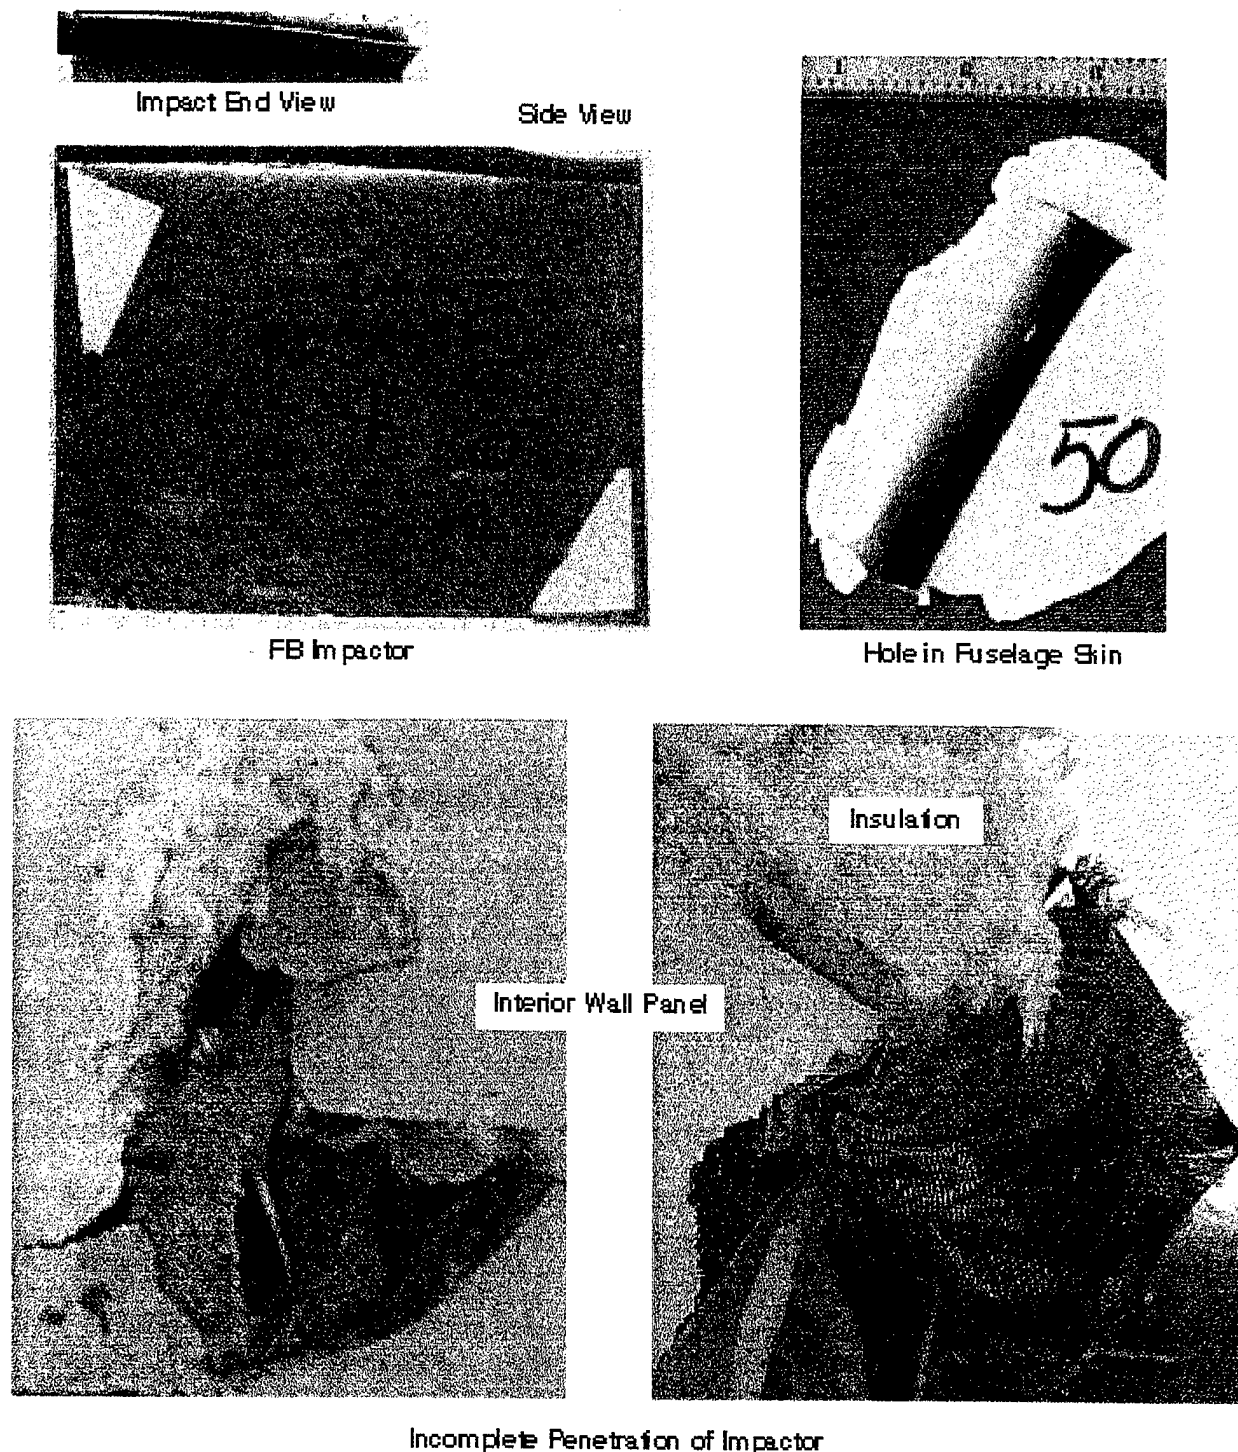 Impact End View
Side View
FB Impactor
50
Hole in Fuselage Skin
Insulation
Interior Wall Panel
Incomplete Penetration of Impactor